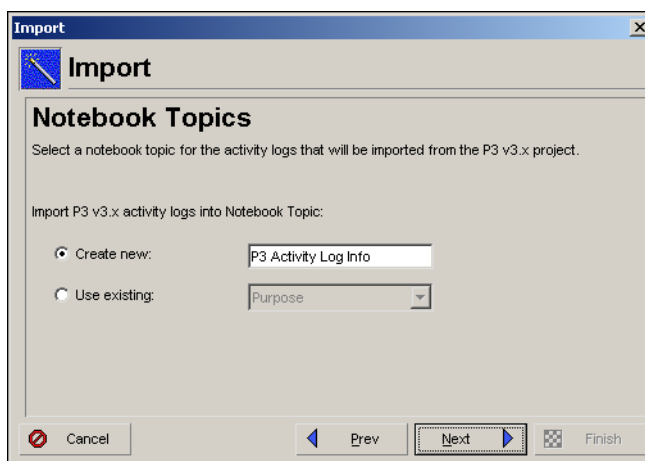 Import
Import
Notebook Topics
Select a notebook topic for the activity logs that will be imported from the P3 v3.x project.
Import P3 v3.x activity logs into Notebook Topic:
Create new: P3 Activity Log Info
Use existing: Purpose
Cancel Prev Next Finish